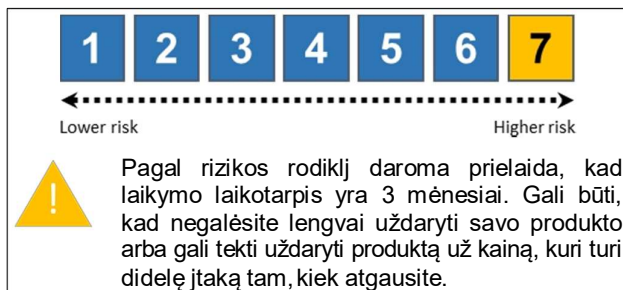 1 2 3 4 5 6 7
Lower risk Higher risk
!
Pagal rizikos rodiklį daroma prielaida, kad
laikymo laikotarpis yra 3 mėnesiai. Gali būti,
kad negalėsite lengvai uždaryti savo produkto
arba gali tekti uždaryti produktą už kainą, kuri turi
didelę įtaką tam, kiek atgausite.